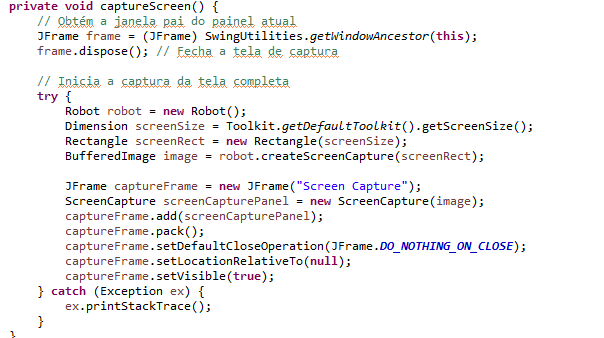 private void captureScreen() {
    // Obtém a janela pai do painel atual
    JFrame frame = (JFrame) SwingUtilities.getWindowAncestor(this);
    frame.dispose(); // Fecha a tela de captura

    // Inicia a captura da tela completa
    try {
        Robot robot = new Robot();
        Dimension screenSize = Toolkit.getDefaultToolkit().getScreenSize();
        Rectangle screenRect = new Rectangle(screenSize);
        BufferedImage image = robot.createScreenCapture(screenRect);

        JFrame captureFrame = new JFrame("Screen Capture");
        ScreenCapture screenCapturePanel = new ScreenCapture(image);
        captureFrame.add(screenCapturePanel);
        captureFrame.pack();
        captureFrame.setDefaultCloseOperation(JFrame.DO_NOTHING_ON_CLOSE);
        captureFrame.setLocationRelativeTo(null);
        captureFrame.setVisible(true);
    } catch (Exception ex) {
        ex.printStackTrace();
    }
}